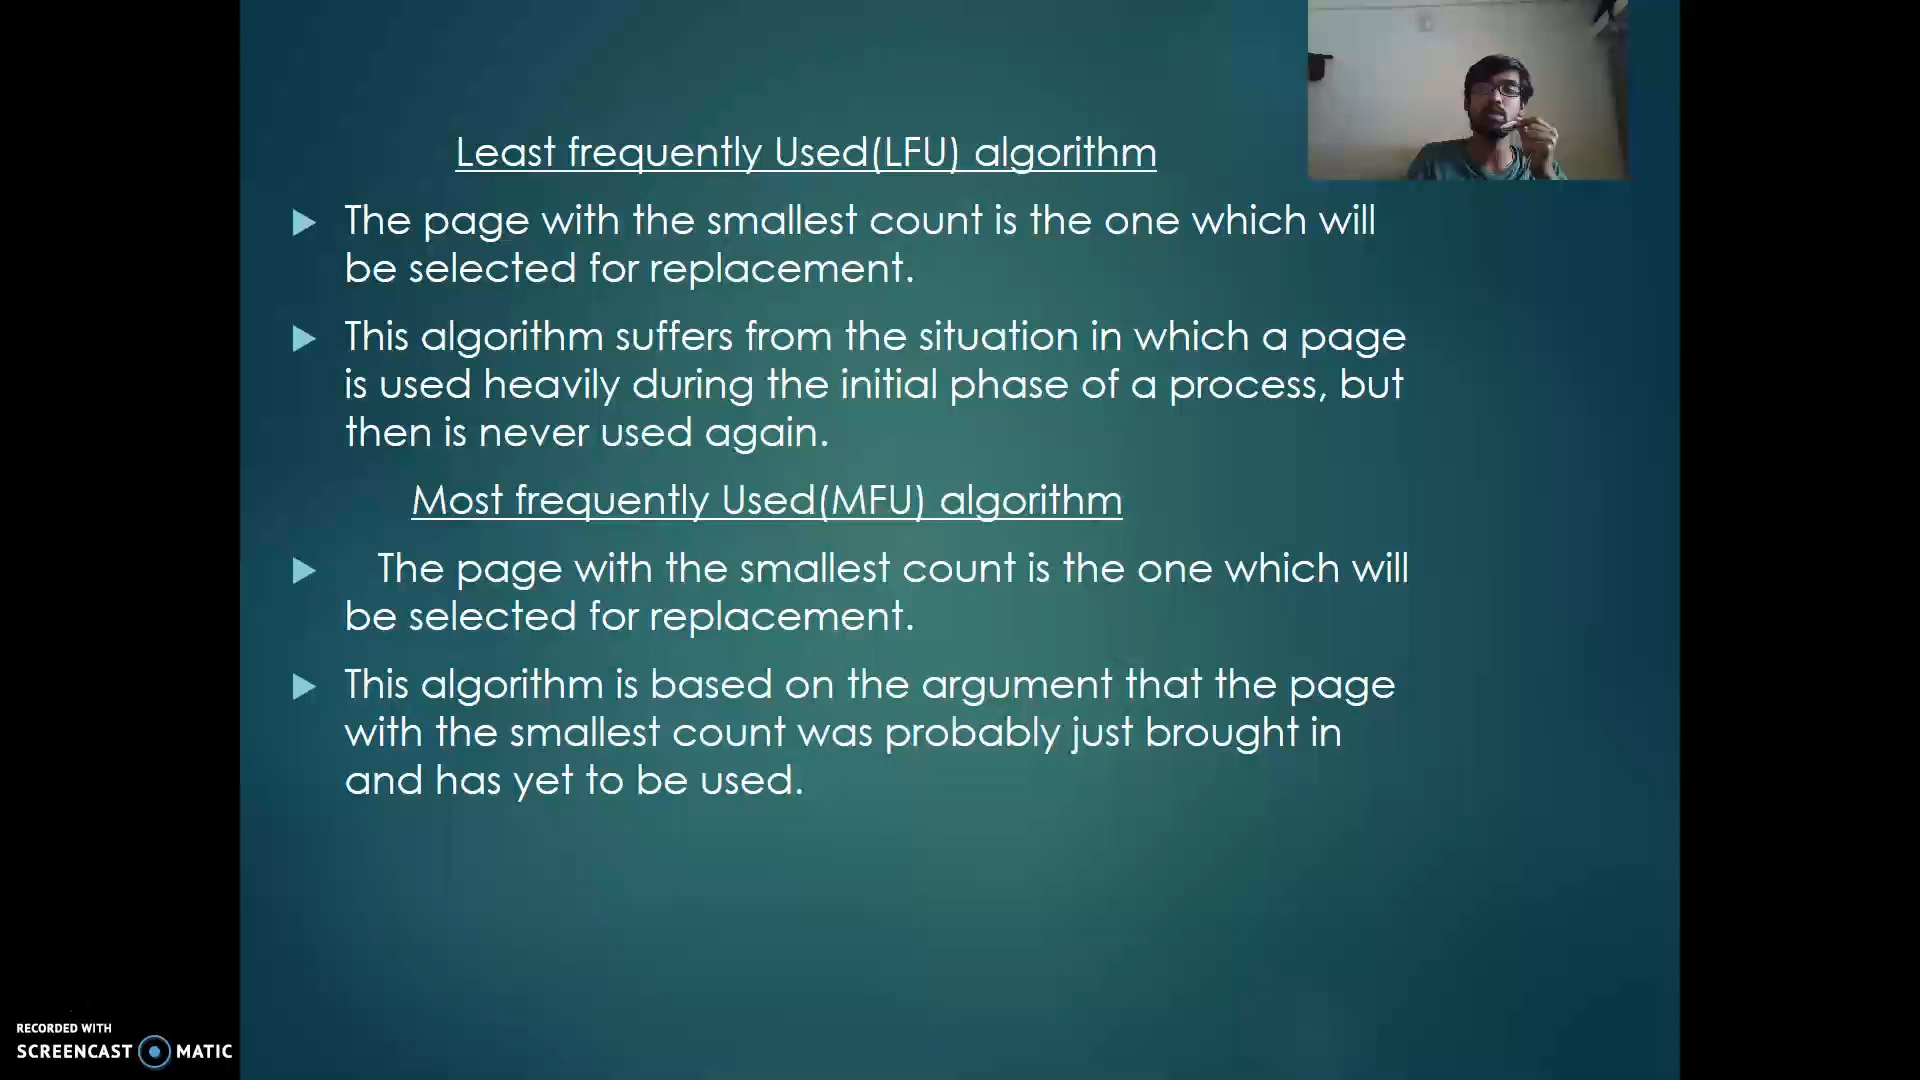 Least frequently Used(LFU) algorithm
The page with the smallest count is the one which will
be selected for replacement.
This algorithm suffers from the situation in which a page
is used heavily during the initial phase of a process, but
then is never used again.
Most frequently Used(MFU) algorithm
The page with the smallest count is the one which will
be selected for replacement.
This algorithm is based on the argument that the page
with the smallest count was probably just brought in
and has yet to be used.
RECORDED WITH
SCREENCAST MATIC